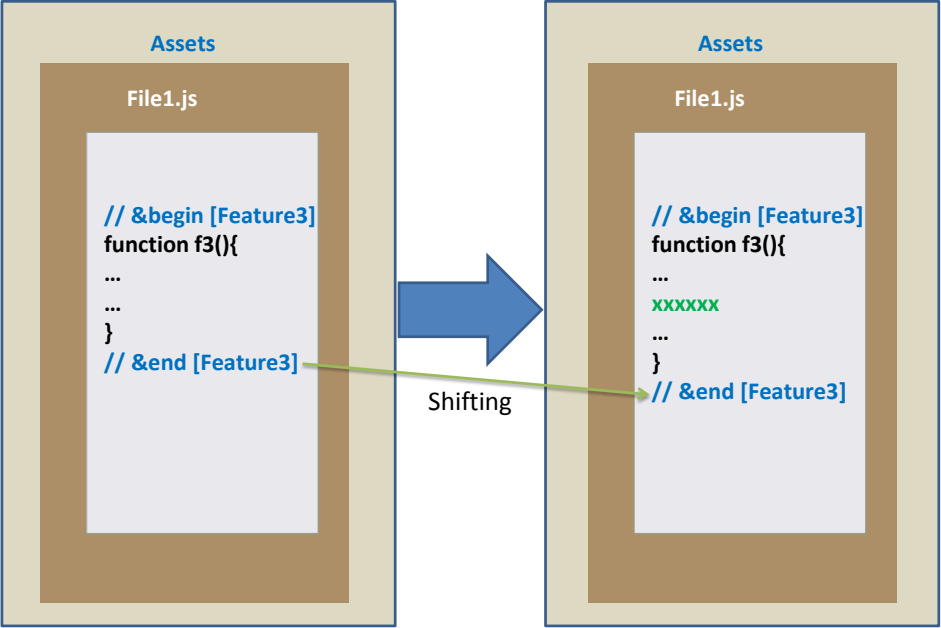 Assets
File1.js
// &begin [Feature3]
function f3(){
...
...
}
// &end [Feature3]
Shifting
Assets
File1.js
// &begin [Feature3]
function f3(){
...
xxxxxx
...
}
// &end [Feature3]